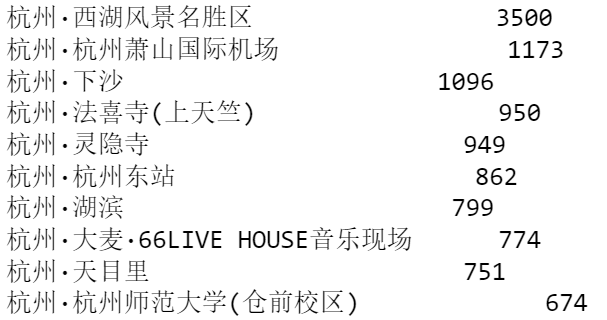 杭州·西湖风景名胜区 3500
杭州·杭州萧山国际机场 1173
杭州·下沙 1096
杭州·法喜寺(上天竺) 950
杭州·灵隐寺 949
杭州·杭州东站 862
杭州·湖滨 799
杭州·大麦·66LIVE HOUSE音乐现场 774
杭州·天目里 751
杭州·杭州师范大学(仓前校区) 674